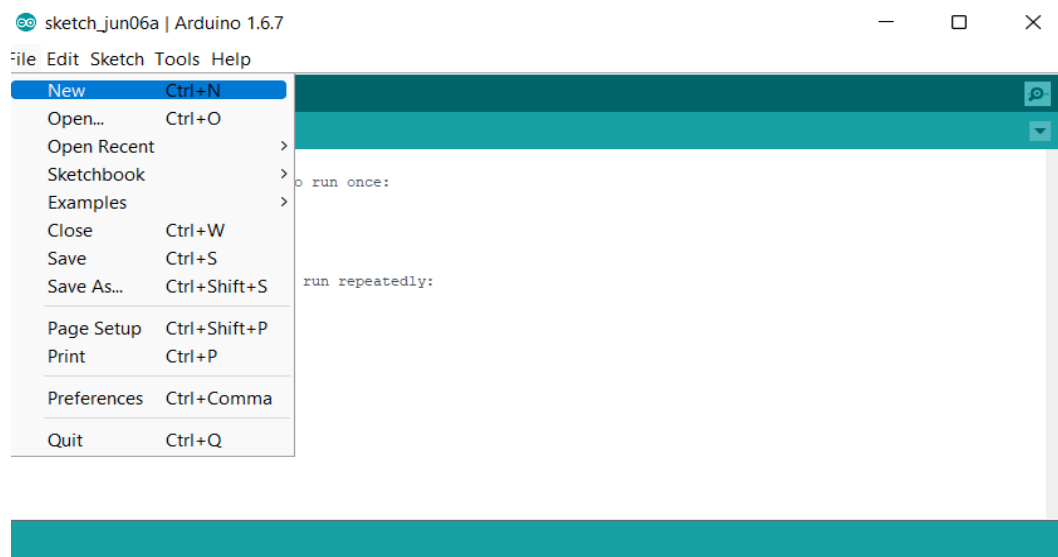 sketch_jun06a | Arduino 1.6.7
File Edit Sketch Tools Help
New Ctrl+N
Open... Ctrl+O
Open Recent
Sketchbook
Examples
Close Ctrl+W
Save Ctrl+S
Save As... Ctrl+Shift+S
Page Setup Ctrl+Shift+P
Print Ctrl+P
Preferences Ctrl+Comma
Quit Ctrl+Q
o run once:
run repeatedly: